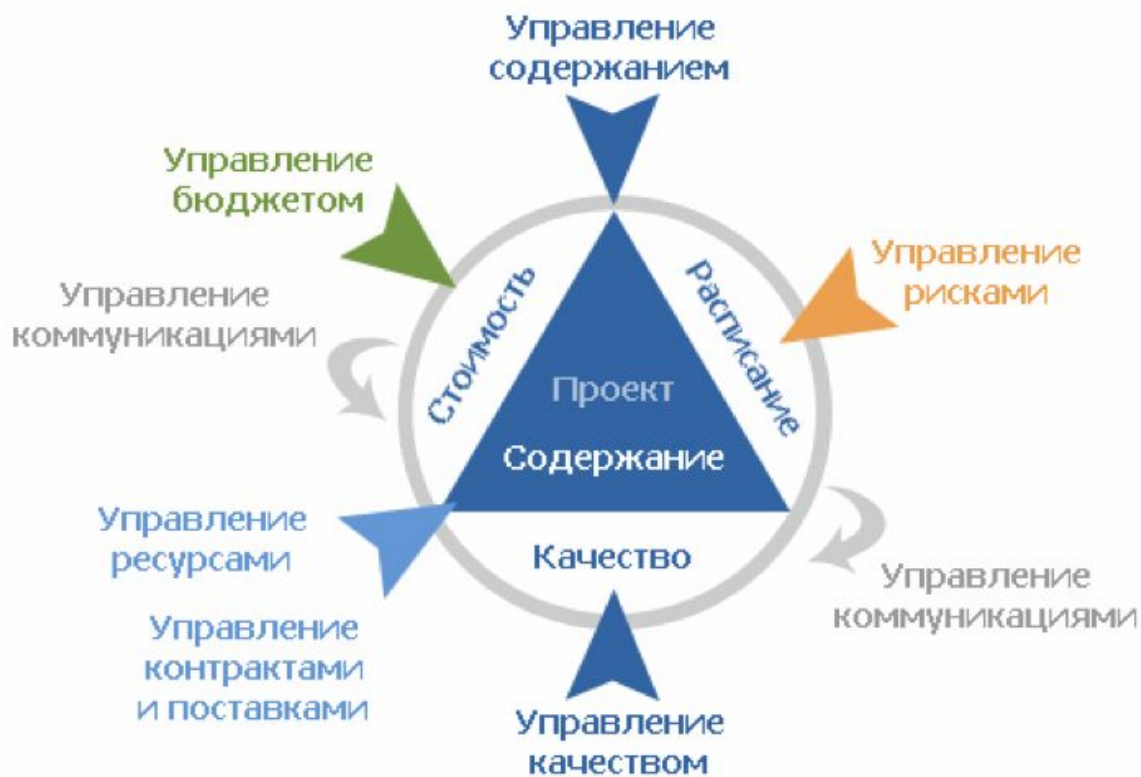 Управление
содержанием
Управление
бюджетом
Управление
рисками
Управление
коммуникациями
Стоимость
Расписание
Проект
Содержание
Управление
ресурсами
Качество
Управление
коммуникациями
Управление
контрактами
и поставками
Управление
качеством